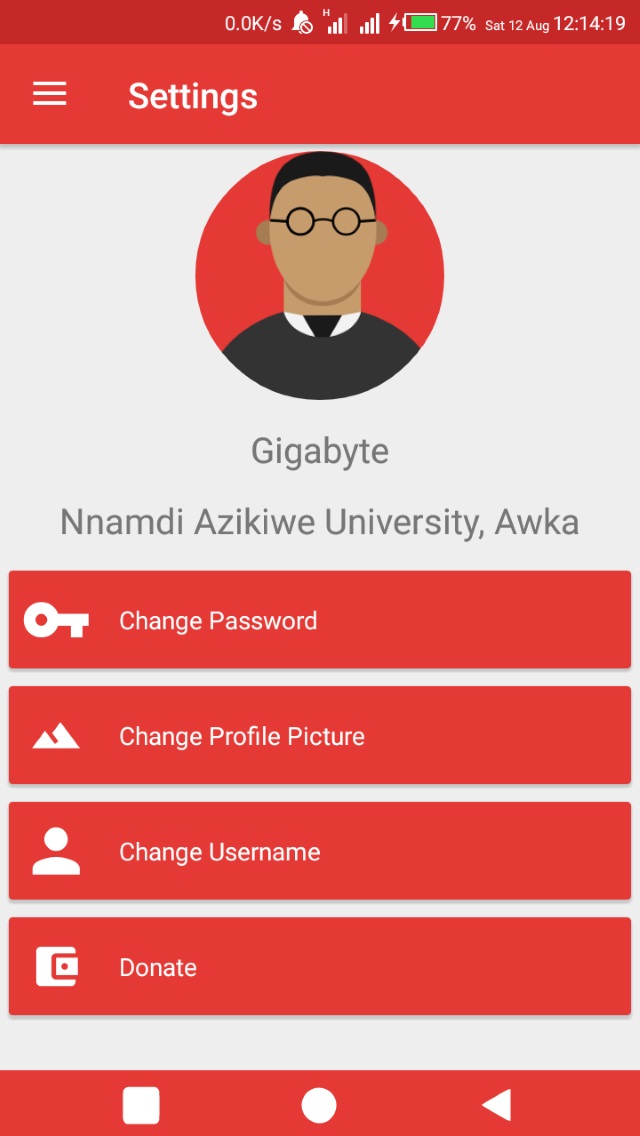 0.0K/s H 77% Sat 12 Aug 12:14:19
Settings
Gigabyte
Nnamdi Azikiwe University, Awka
Change Password
Change Profile Picture
Change Username
Donate